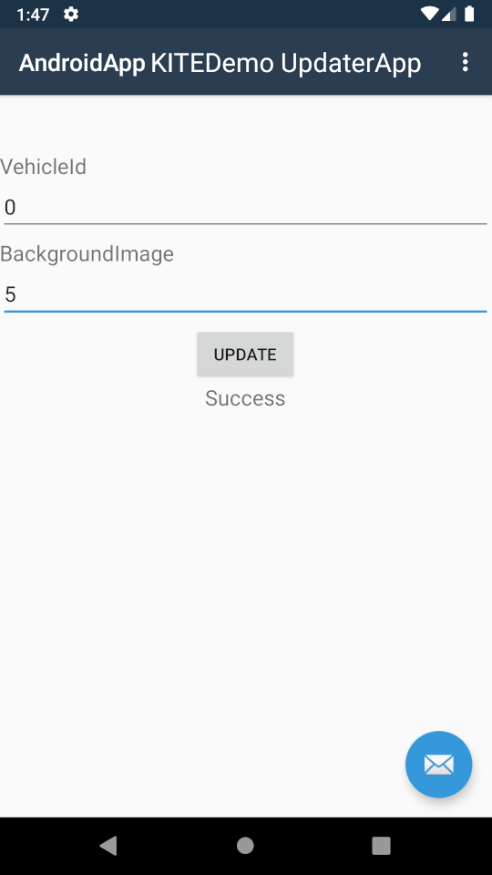 1:47
AndroidApp KITEDemo UpdaterApp
VehicleId
0
BackgroundImage
5
UPDATE
Success